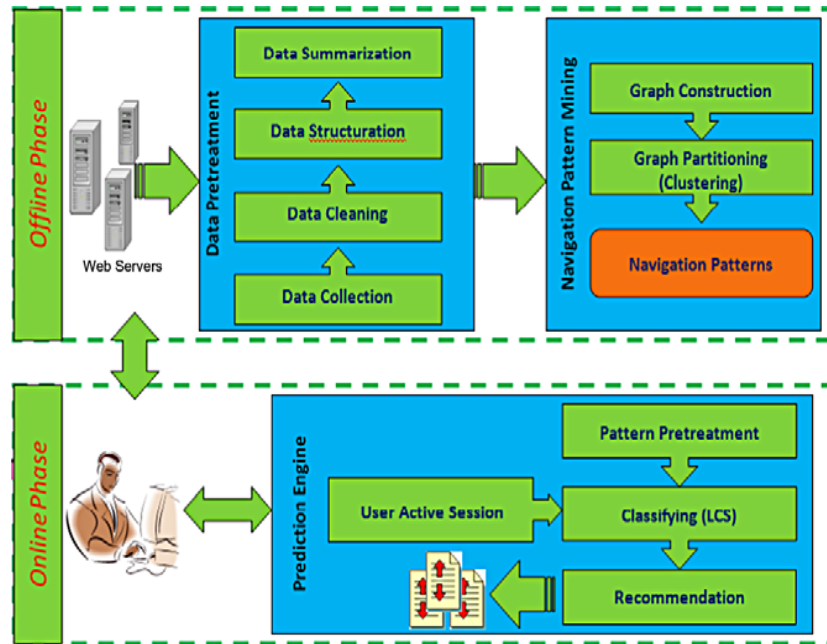 Offline Phase
Web Servers
Data Pretreatment
Data Summarization
Data Structuration
Data Cleaning
Data Collection
Navigation Pattern Mining
Graph Construction
Graph Partitioning
(Clustering)
Navigation Patterns
Online Phase
Prediction Engine
Pattern Pretreatment
User Active Session
Classifying (LCS)
Recommendation